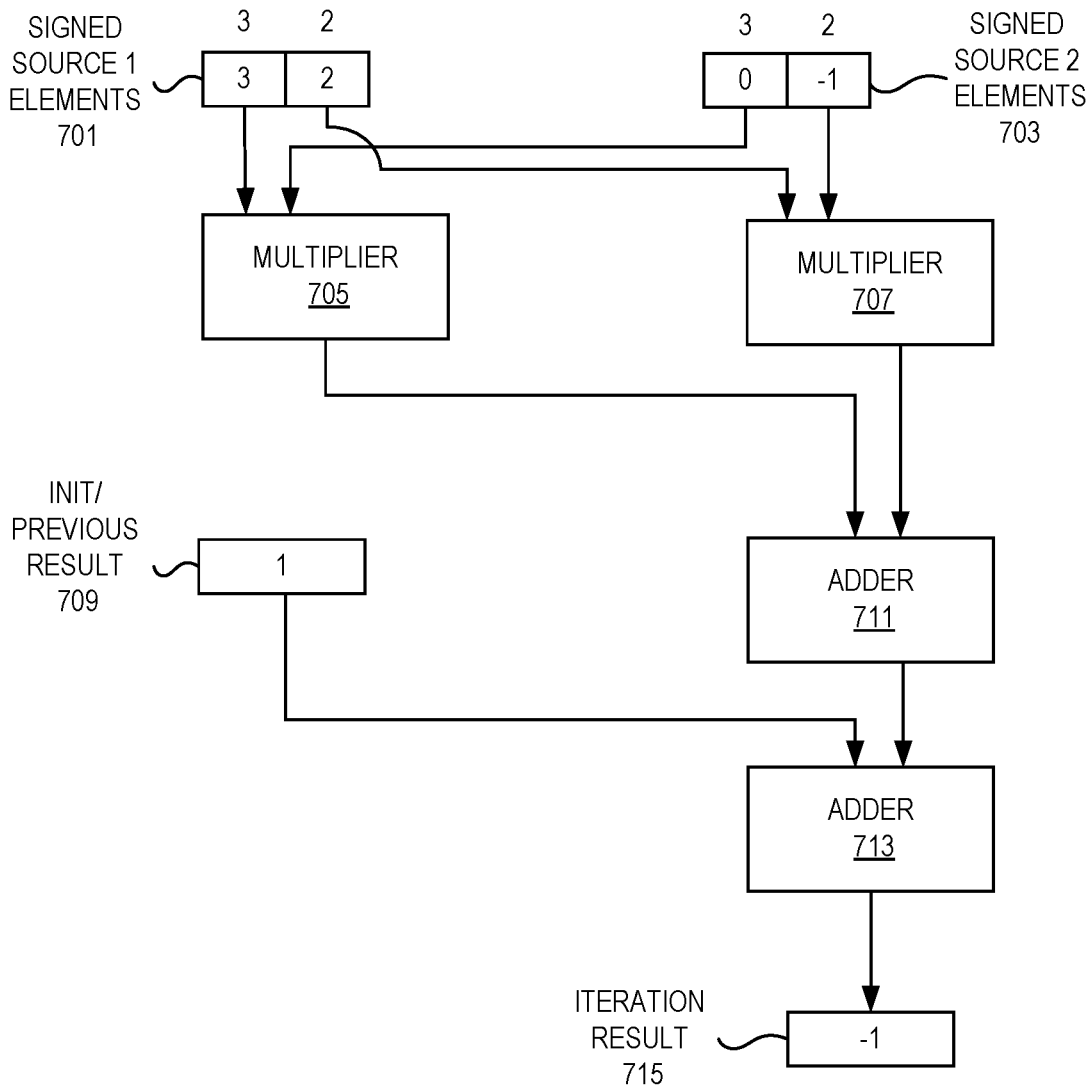 SIGNED
SOURCE 1
ELEMENTS
701
3 2
3 2
3 2
0 -1
SIGNED
SOURCE 2
ELEMENTS
703
MULTIPLIER
705
MULTIPLIER
707
INIT/
PREVIOUS
RESULT
709
1
ADDER
711
ADDER
713
ITERATION
RESULT
715
-1